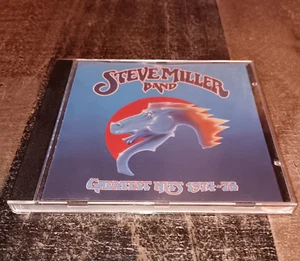 STEVE MILLER
BAND
GREATEST HITS 1974-78